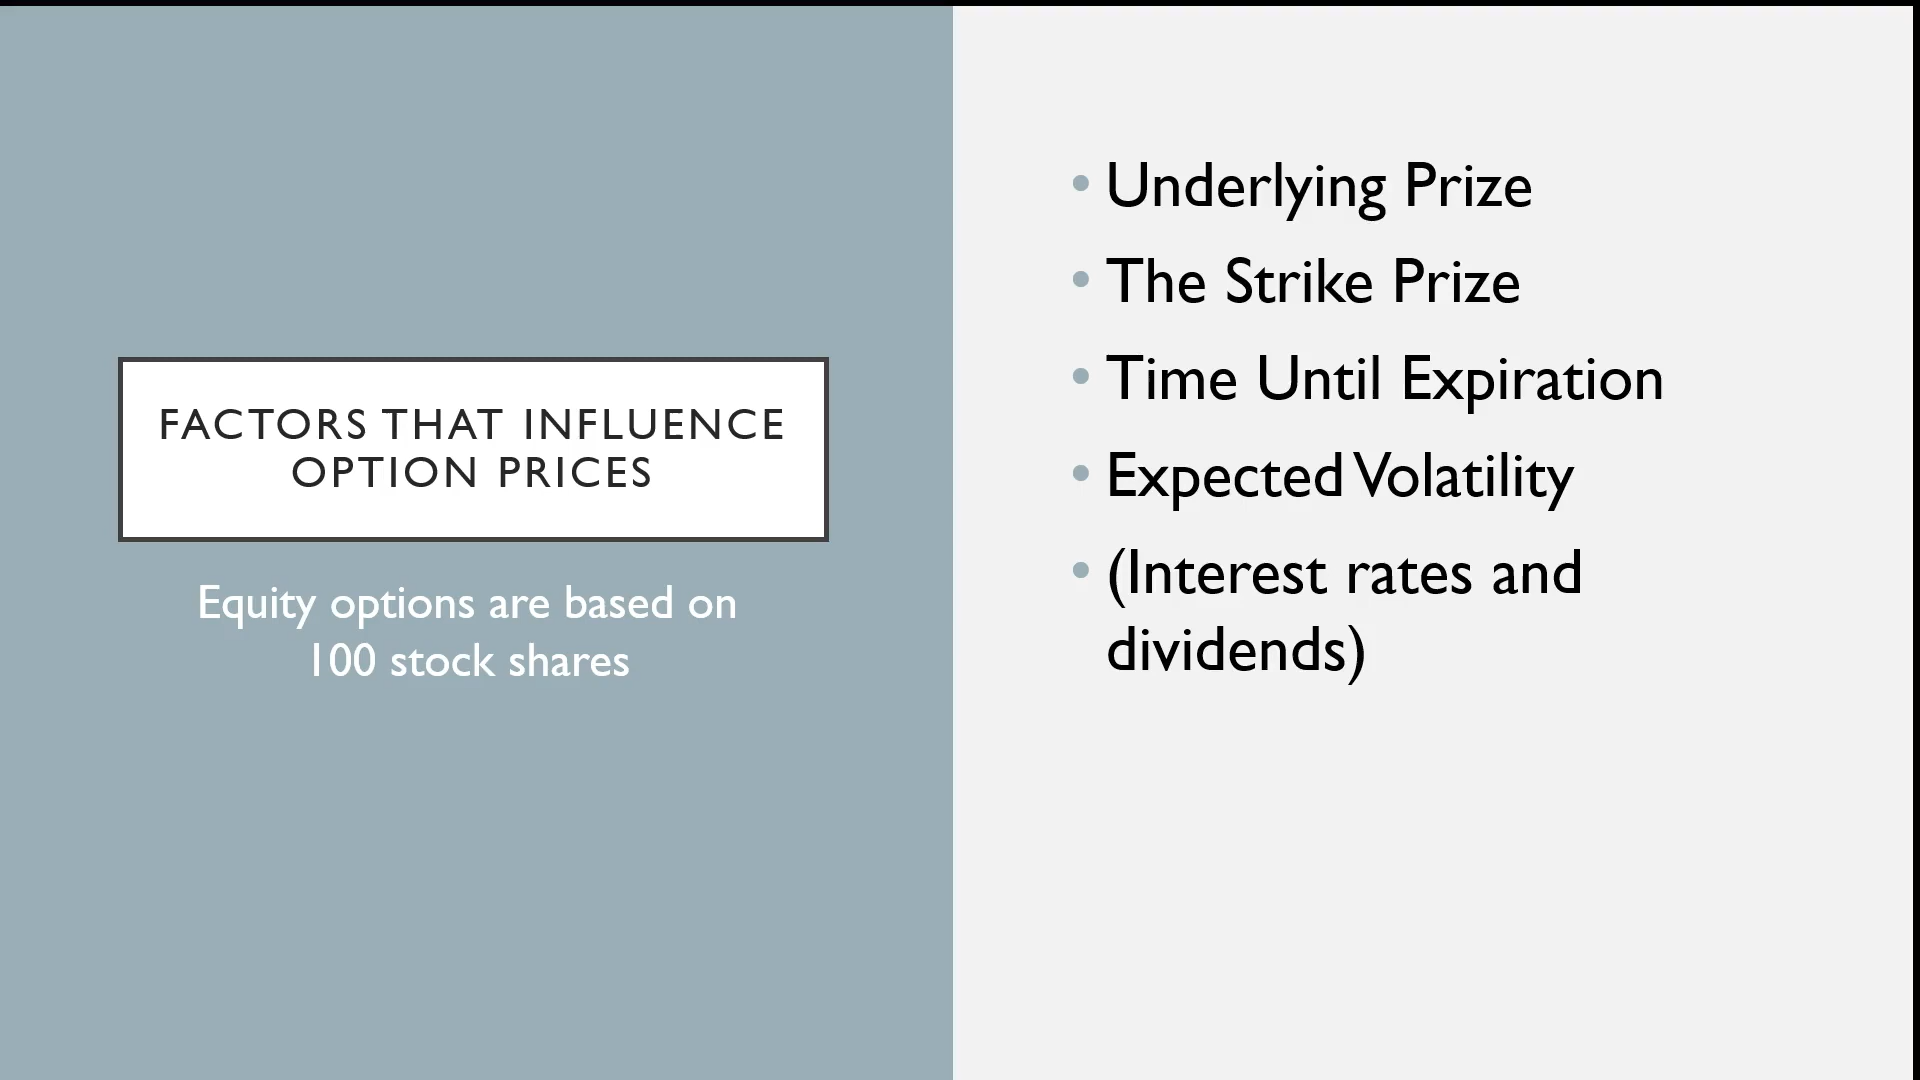 FACTORS THAT INFLUENCE
OPTION PRICES
Equity options are based on
100 stock shares
• Underlying Prize
• The Strike Prize
• Time Until Expiration
• Expected Volatility
• (Interest rates and
dividends)